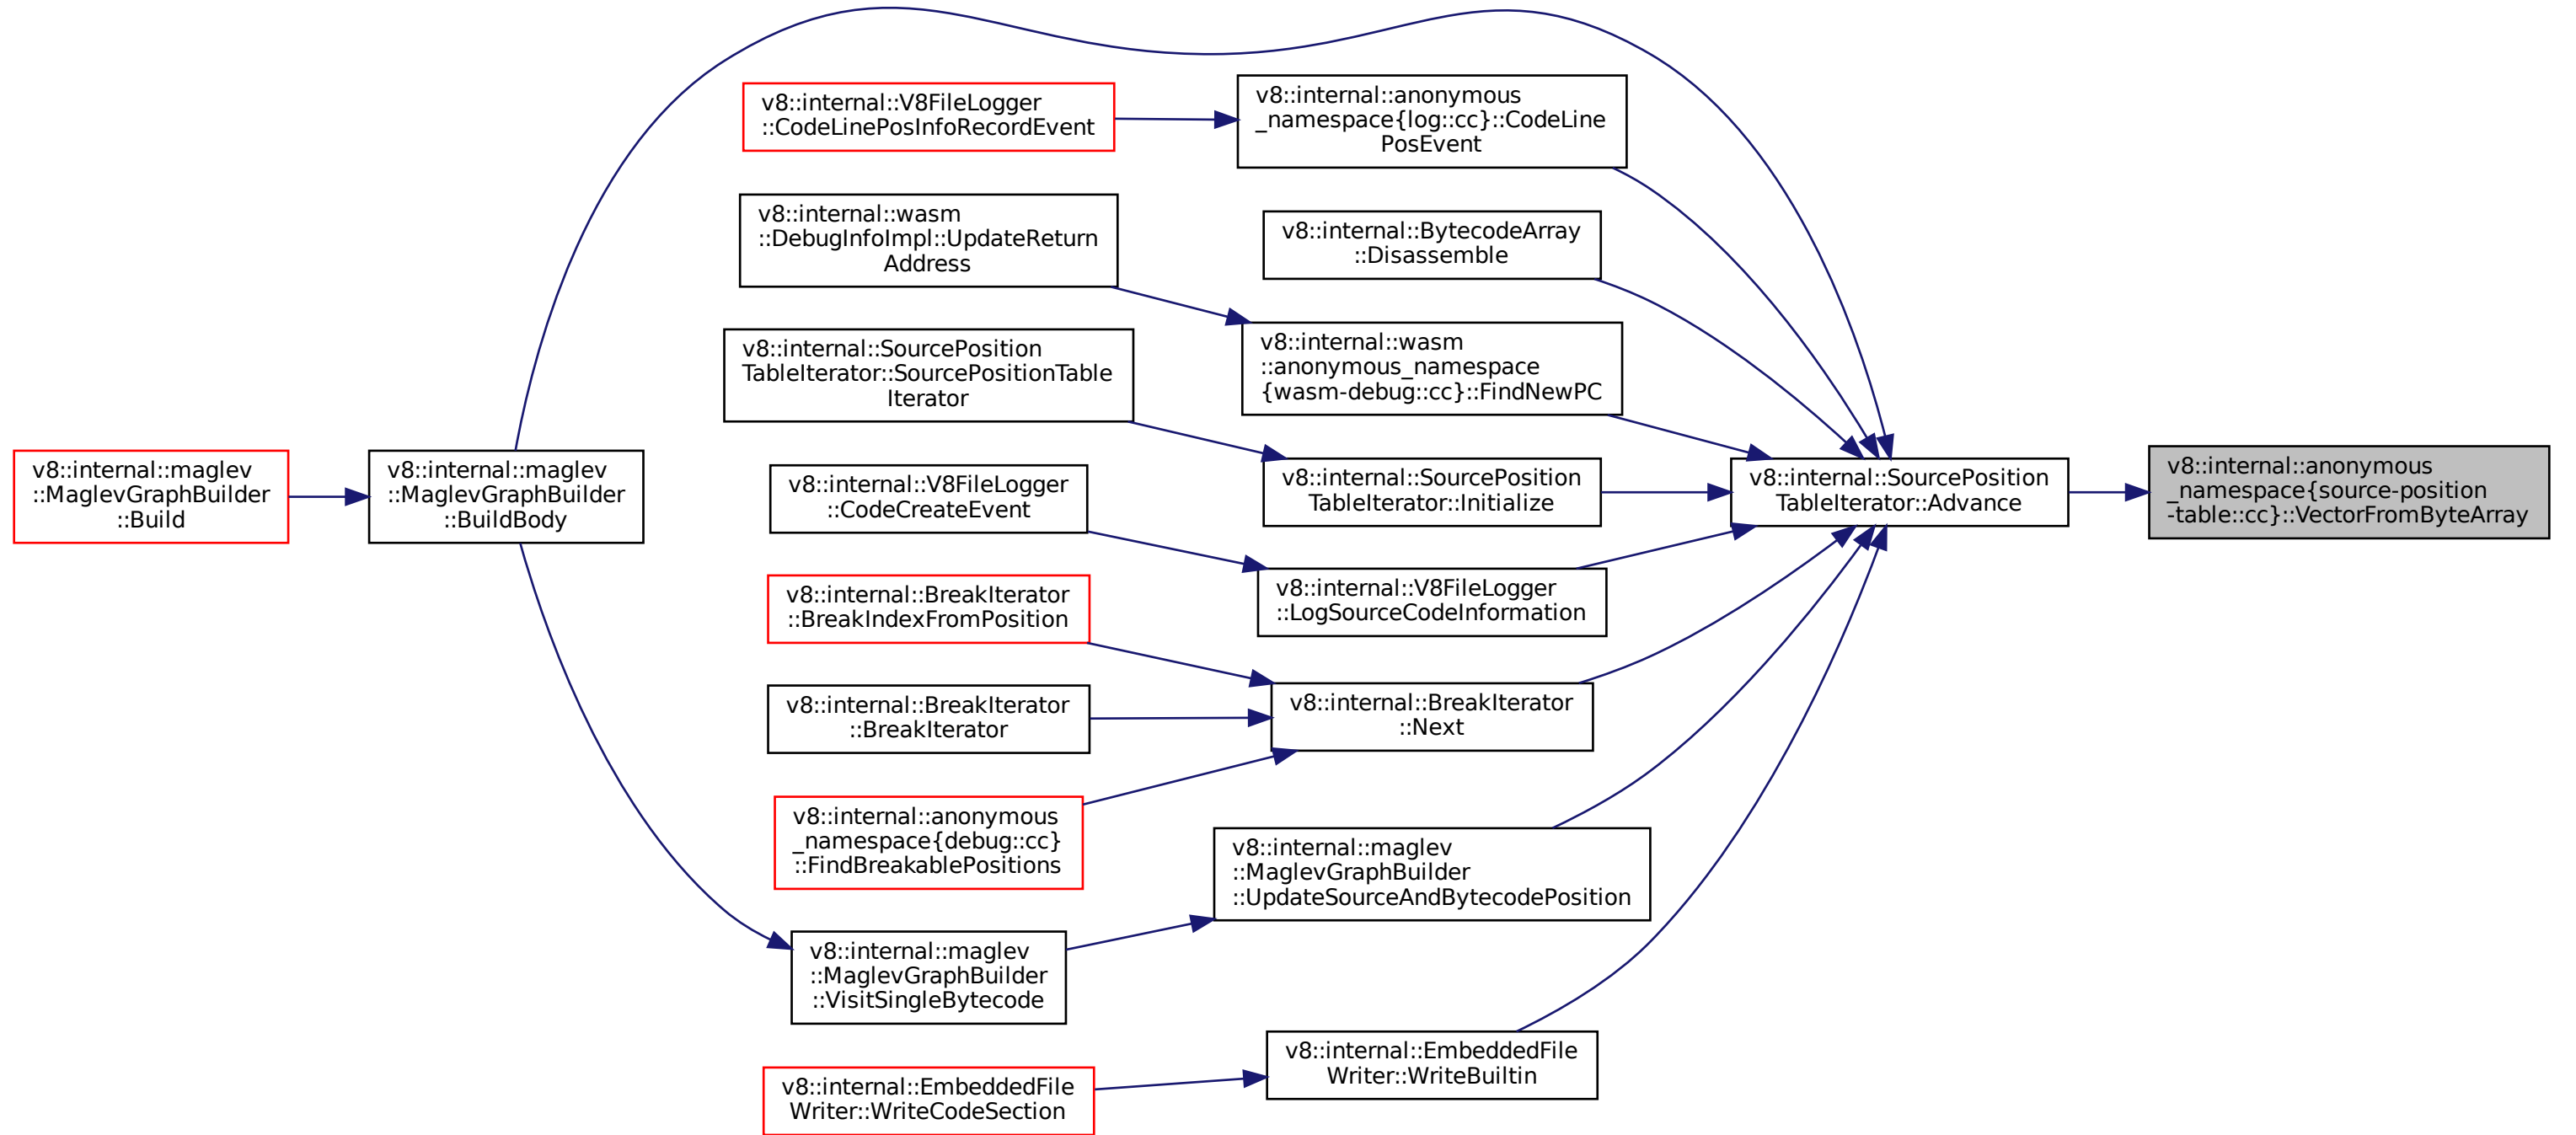 v8::internal::V8FileLogger
::CodeLinePosInfoRecordEvent
v8::internal::anonymous
_namespace{log::cc}::CodeLine
PosEvent
v8::internal::wasm
::DebugInfoImpl::UpdateReturn
Address
v8::internal::BytecodeArray
::Disassemble
v8::internal::SourcePosition
TableIterator::SourcePositionTable
Iterator
v8::internal::wasm
::anonymous_namespace
{wasm-debug::cc}::FindNewPC
v8::internal::maglev
::MaglevGraphBuilder
::Build
v8::internal::maglev
::MaglevGraphBuilder
::BuildBody
v8::internal::V8FileLogger
::CodeCreateEvent
v8::internal::SourcePosition
TableIterator::Initialize
v8::internal::SourcePosition
TableIterator::Advance
v8::internal::anonymous
_namespace{source-position
-table::cc}::VectorFromByteArray
v8::internal::BreakIterator
::BreakIndexFromPosition
v8::internal::V8FileLogger
::LogSourceCodeInformation
v8::internal::BreakIterator
::BreakIterator
v8::internal::BreakIterator
::Next
v8::internal::anonymous
_namespace{debug::cc}
::FindBreakablePositions
v8::internal::maglev
::MaglevGraphBuilder
::UpdateSourceAndBytecodePosition
v8::internal::maglev
::MaglevGraphBuilder
::VisitSingleBytecode
v8::internal::EmbeddedFile
Writer::WriteBuiltin
v8::internal::EmbeddedFile
Writer::WriteCodeSection